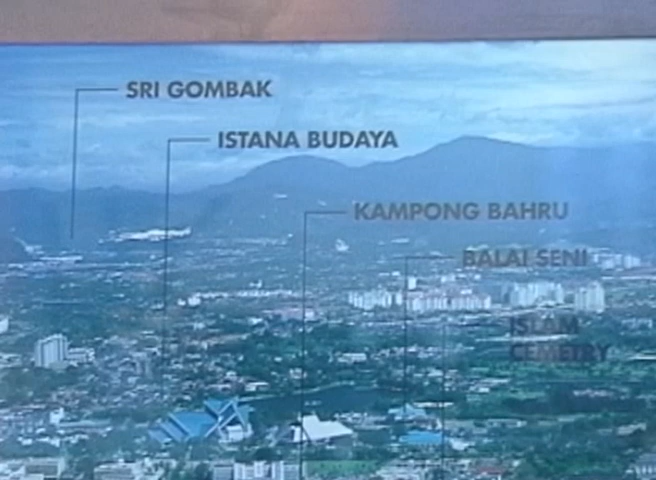 SRI GOMBAK
ISTANA BUDAYA
KAMPONG BAHRU
BALAI SENI
ISLAM
CEMETRY